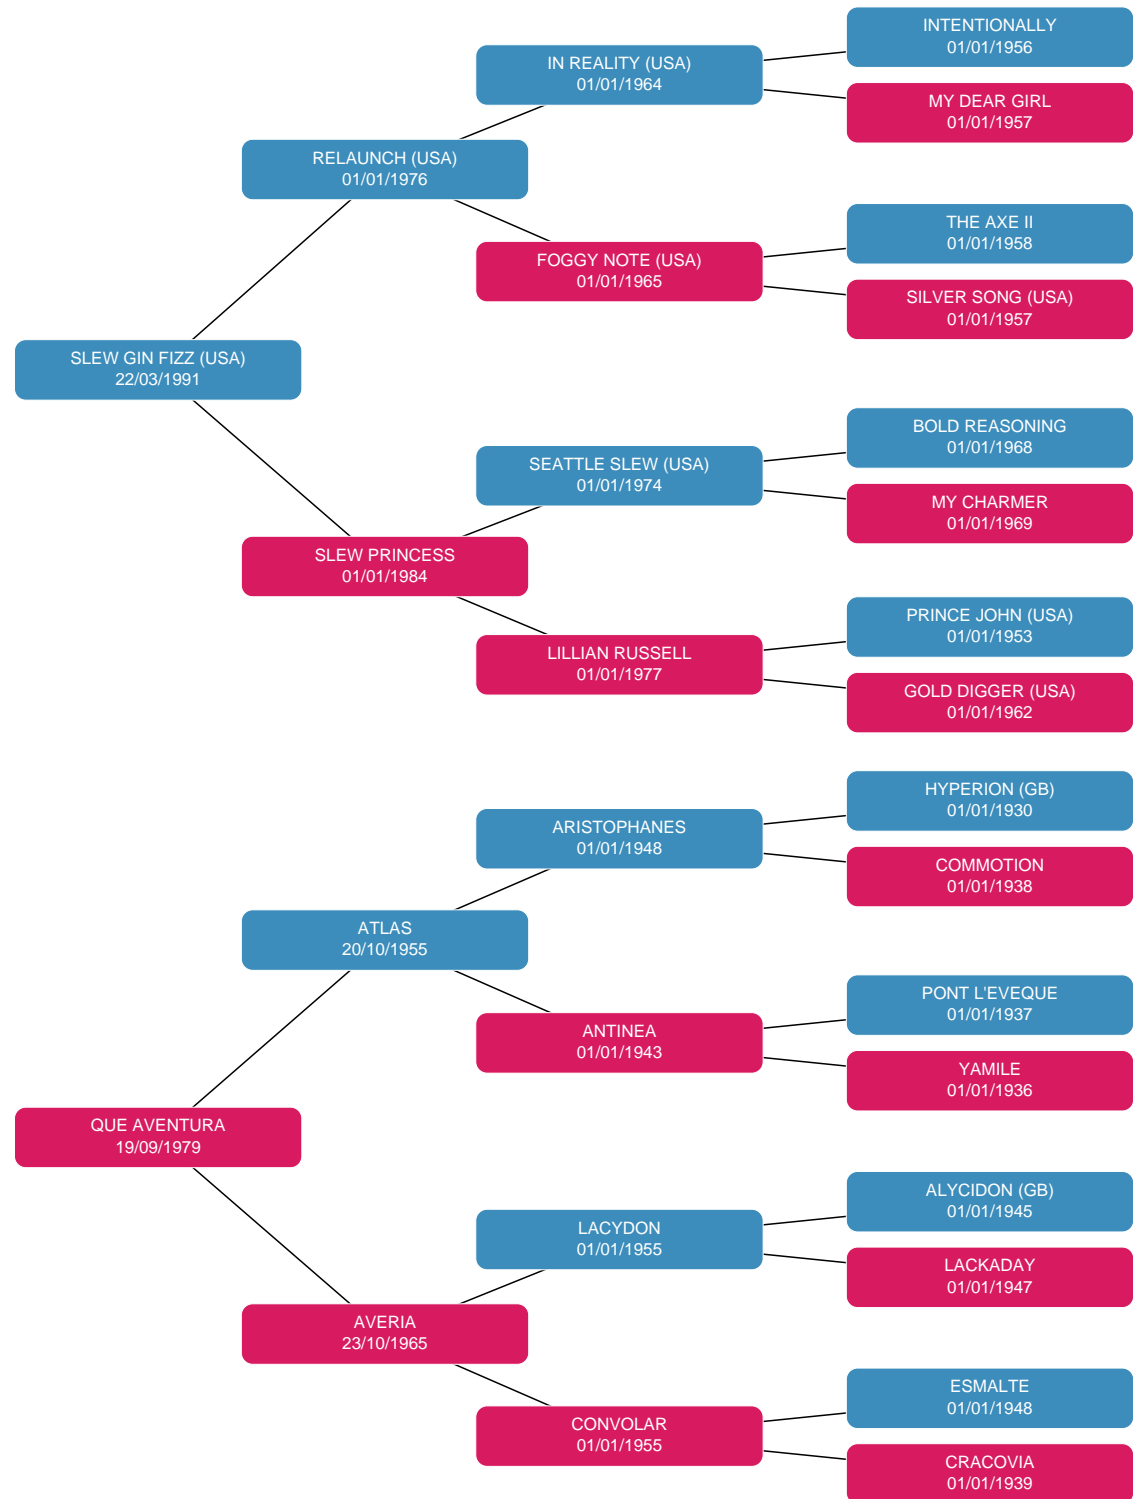 INTENTIONALLY
01/01/1956
IN REALITY (USA)
01/01/1964
MY DEAR GIRL
01/01/1957
RELAUNCH (USA)
01/01/1976
THE AXE II
01/01/1958
FOGGY NOTE (USA)
01/01/1965
SILVER SONG (USA)
01/01/1957
SLEW GIN FIZZ (USA)
22/03/1991
BOLD REASONING
01/01/1968
SEATTLE SLEW (USA)
01/01/1974
MY CHARMER
01/01/1969
SLEW PRINCESS
01/01/1984
PRINCE JOHN (USA)
01/01/1953
LILLIAN RUSSELL
01/01/1977
GOLD DIGGER (USA)
01/01/1962
HYPERION (GB)
01/01/1930
ARISTOPHANES
01/01/1948
COMMOTION
01/01/1938
ATLAS
20/10/1955
PONT L'EVEQUE
01/01/1937
ANTINEA
01/01/1943
YAMILE
01/01/1936
QUE AVENTURA
19/09/1979
ALYCIDON (GB)
01/01/1945
LACYDON
01/01/1955
LACKADAY
01/01/1947
AVERIA
23/10/1965
ESMALTE
01/01/1948
CONVOLAR
01/01/1955
CRACOVIA
01/01/1939